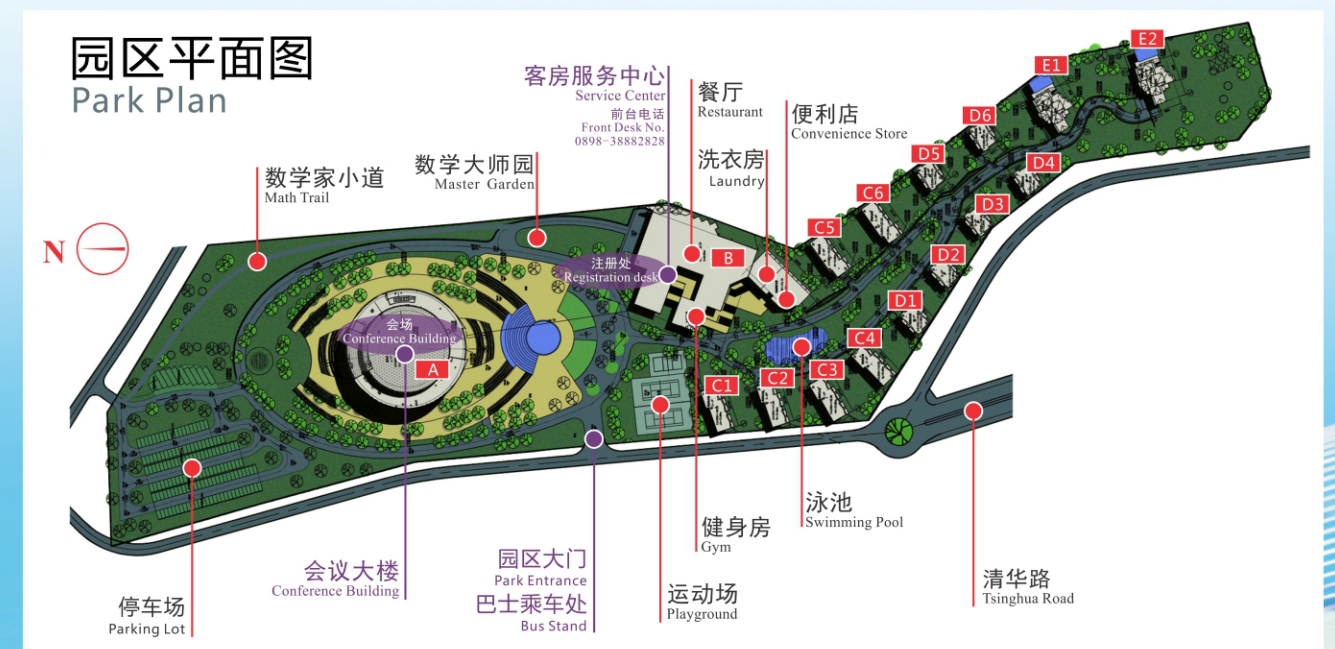 园区平面图
Park Plan
客房服务中心
Service Center
前台电话
Front Desk No.
0898-38882828
餐厅
Restaurant
便利店
Convenience Store
洗衣房
Laundry
数学大师园
Master Garden
数学家小道
Math Trail
N
注册处
Registration desk
会场
Conference Building
A
B
C1
C2
C3
C4
C5
C6
D1
D2
D3
D4
D5
D6
E1
E2
泳池
Swimming Pool
健身房
Gym
运动场
Playground
园区大门
Park Entrance
巴士乘车处
Bus Stand
会议大楼
Conference Building
停车场
Parking Lot
清华路
Tsinghua Road